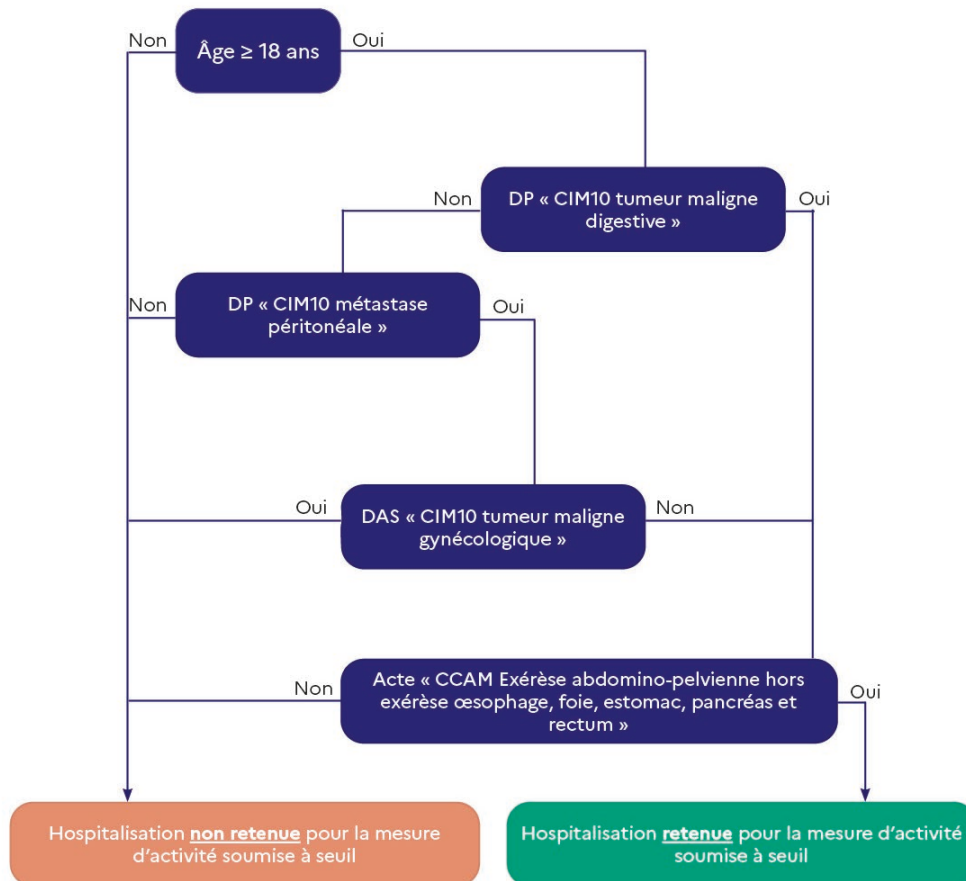 Non
Âge ≥ 18 ans
Oui
Non
DP « CIM10 tumeur maligne
digestive »
Oui
Non
DP « CIM10 métastase
péritonéale »
Oui
Oui
DAS « CIM10 tumeur maligne
gynécologique »
Non
Non
Acte « CCAM Exérèse abdomino-pelvienne hors
exérèse œsophage, foie, estomac, pancréas et
rectum »
Oui
Hospitalisation non retenue pour la mesure
d’activité soumise à seuil
Hospitalisation retenue pour la mesure d’activité
soumise à seuil